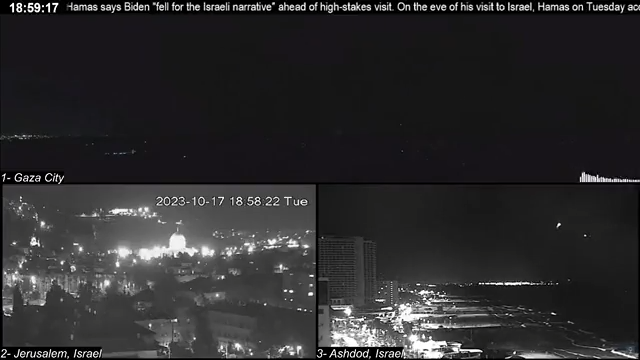 18:59:17
Hamas says Biden "fell for the Israeli narrative" ahead of high-stakes visit. On the eve of his visit to Israel, Hamas on Tuesday acc
1- Gaza City
2023-10-17 18:58:22 Tue
2- Jerusalem, Israel
3- Ashdod, Israel